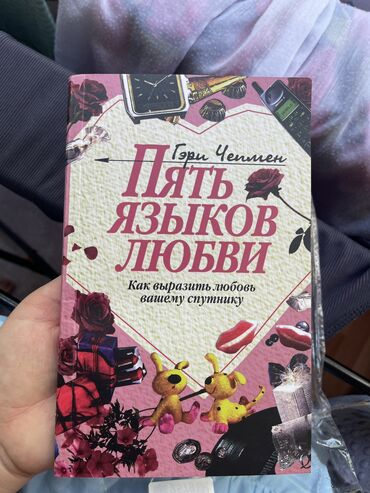 Гэри Чепмен
ПЯТЬ
ЯЗЫКОВ
ЛЮБВИ
Как выразить любовь
вашему спутнику